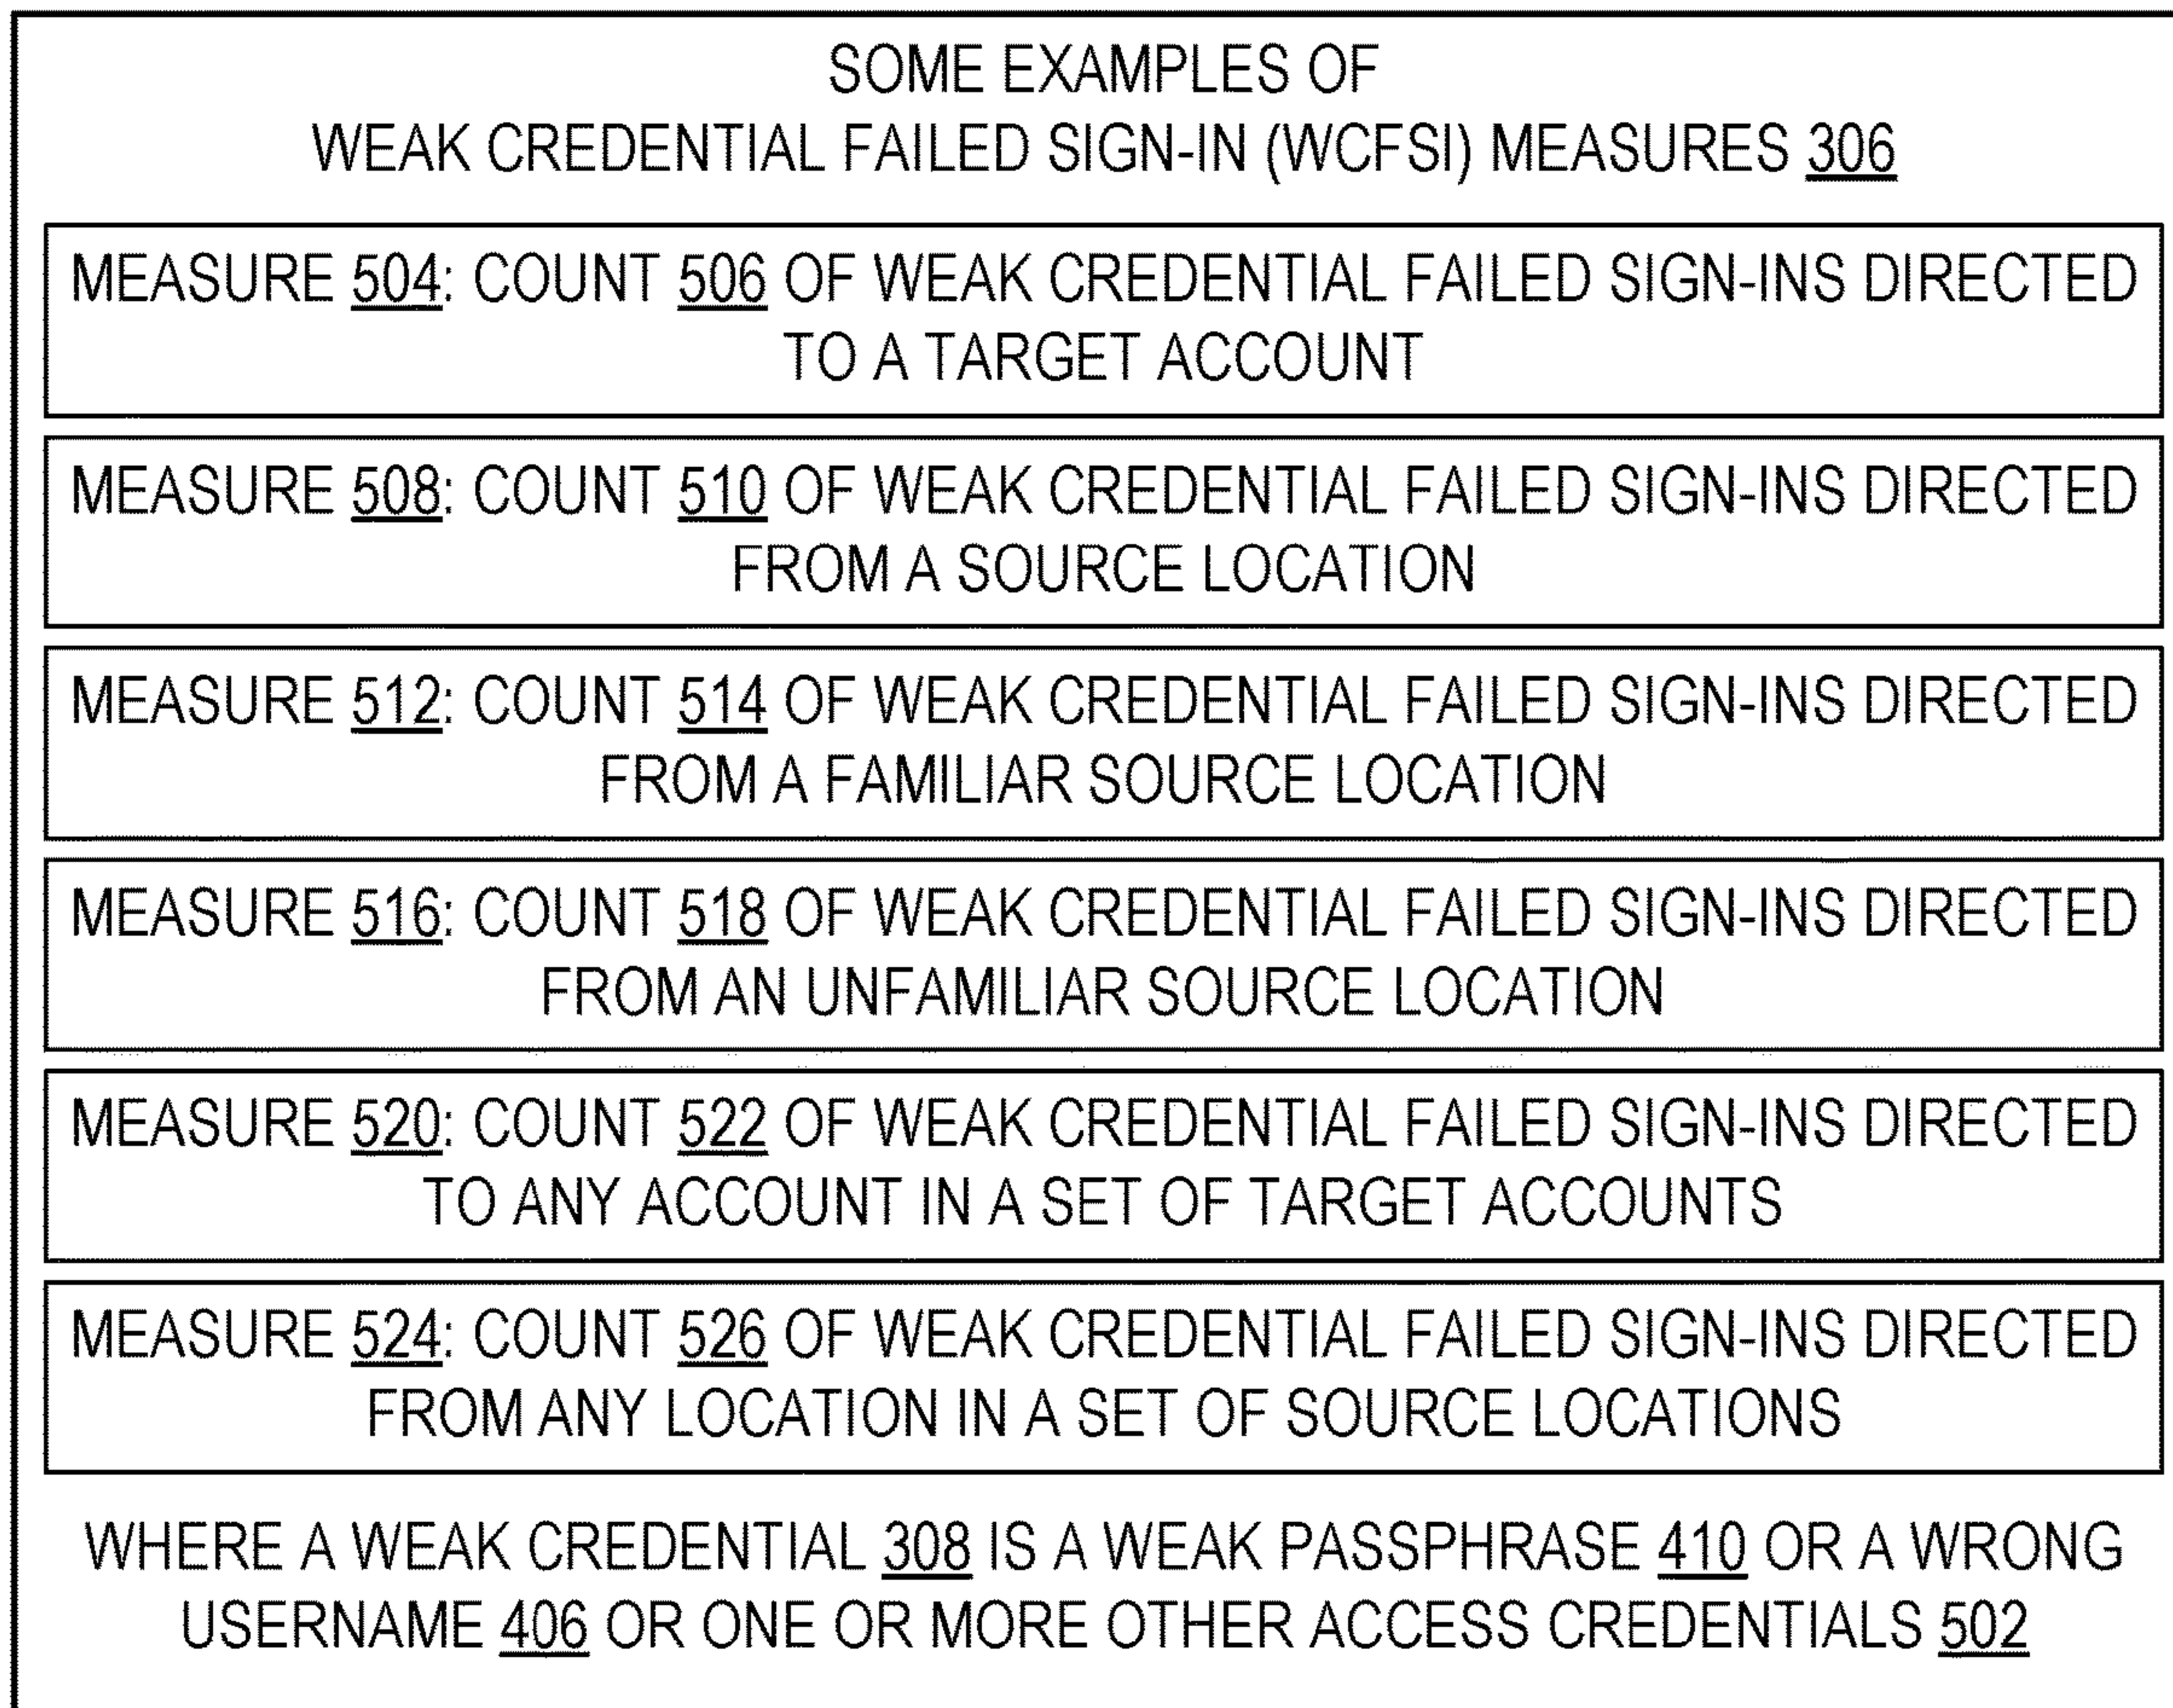 SOME EXAMPLES OF
WEAK CREDENTIAL FAILED SIGN-IN (WCFSI) MEASURES 306
MEASURE 504: COUNT 506 OF WEAK CREDENTIAL FAILED SIGN-INS DIRECTED
TO A TARGET ACCOUNT
MEASURE 508: COUNT 510 OF WEAK CREDENTIAL FAILED SIGN-INS DIRECTED
FROM A SOURCE LOCATION
MEASURE 512: COUNT 514 OF WEAK CREDENTIAL FAILED SIGN-INS DIRECTED
FROM A FAMILIAR SOURCE LOCATION
MEASURE 516: COUNT 518 OF WEAK CREDENTIAL FAILED SIGN-INS DIRECTED
FROM AN UNFAMILIAR SOURCE LOCATION
MEASURE 520: COUNT 522 OF WEAK CREDENTIAL FAILED SIGN-INS DIRECTED
TO ANY ACCOUNT IN A SET OF TARGET ACCOUNTS
MEASURE 524: COUNT 526 OF WEAK CREDENTIAL FAILED SIGN-INS DIRECTED
FROM ANY LOCATION IN A SET OF SOURCE LOCATIONS
WHERE A WEAK CREDENTIAL 308 IS A WEAK PASSPHRASE 410 OR A WRONG
USERNAME 406 OR ONE OR MORE OTHER ACCESS CREDENTIALS 502